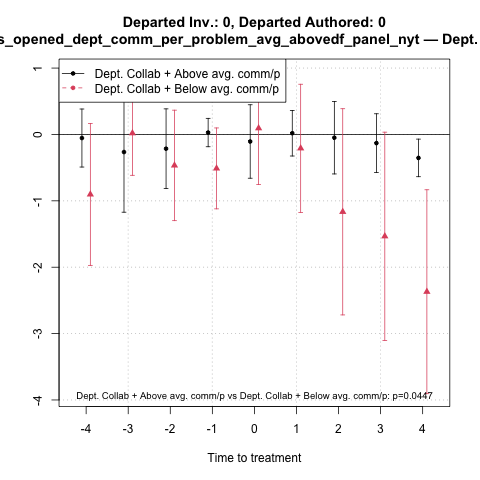 Departed Inv.: 0, Departed Authored: 0
s_opened_dept_comm_per_problem_avg_abovedf_panel_nyt — Dept.
Dept. Collab + Above avg. comm/p
Dept. Collab + Below avg. comm/p
1
0
-1
-2
-3
-4
Dept. Collab + Above avg. comm/p vs Dept. Collab + Below avg. comm/p: p=0.0447
-4 -3 -2 -1 0 1 2 3 4
Time to treatment